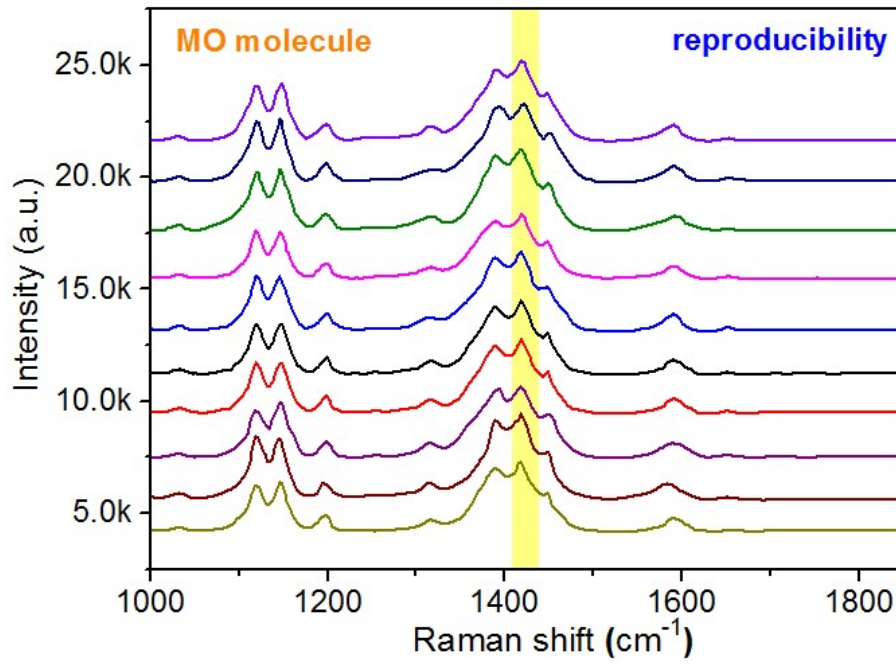 MO molecule
reproducibility
25.0k
20.0k
15.0k
10.0k
5.0k
Intensity (a.u.)
1000
1200
1400
1600
1800
Raman shift (cm⁻¹)